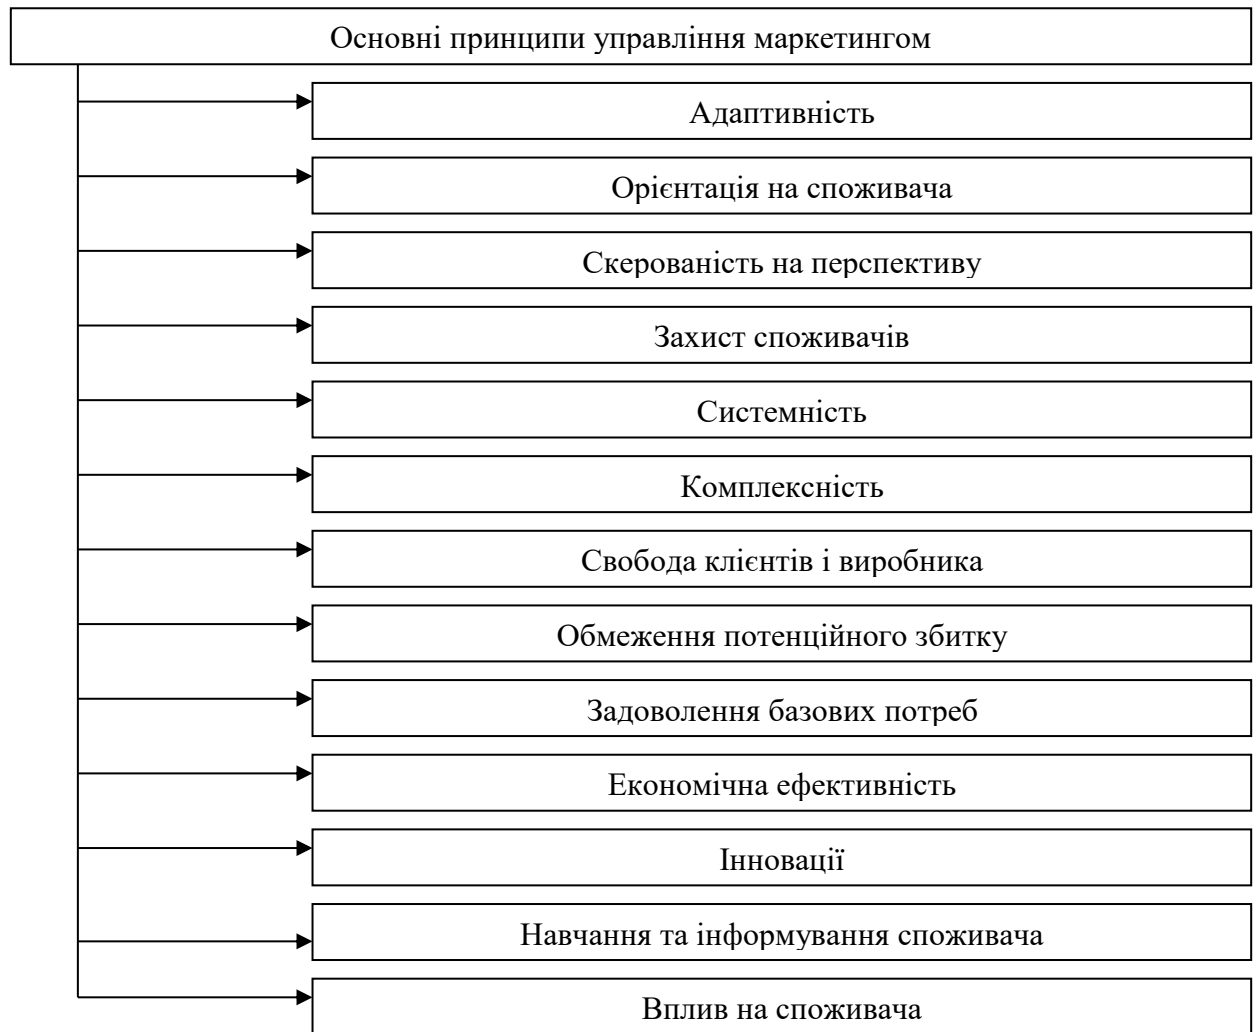 Основні принципи управління маркетингом
Адаптивність
Орієнтація на споживача
Скерованість на перспективу
Захист споживачів
Системність
Комплексність
Свобода клієнтів і виробника
Обмеження потенційного збитку
Задоволення базових потреб
Економічна ефективність
Інновації
Навчання та інформування споживача
Вплив на споживача